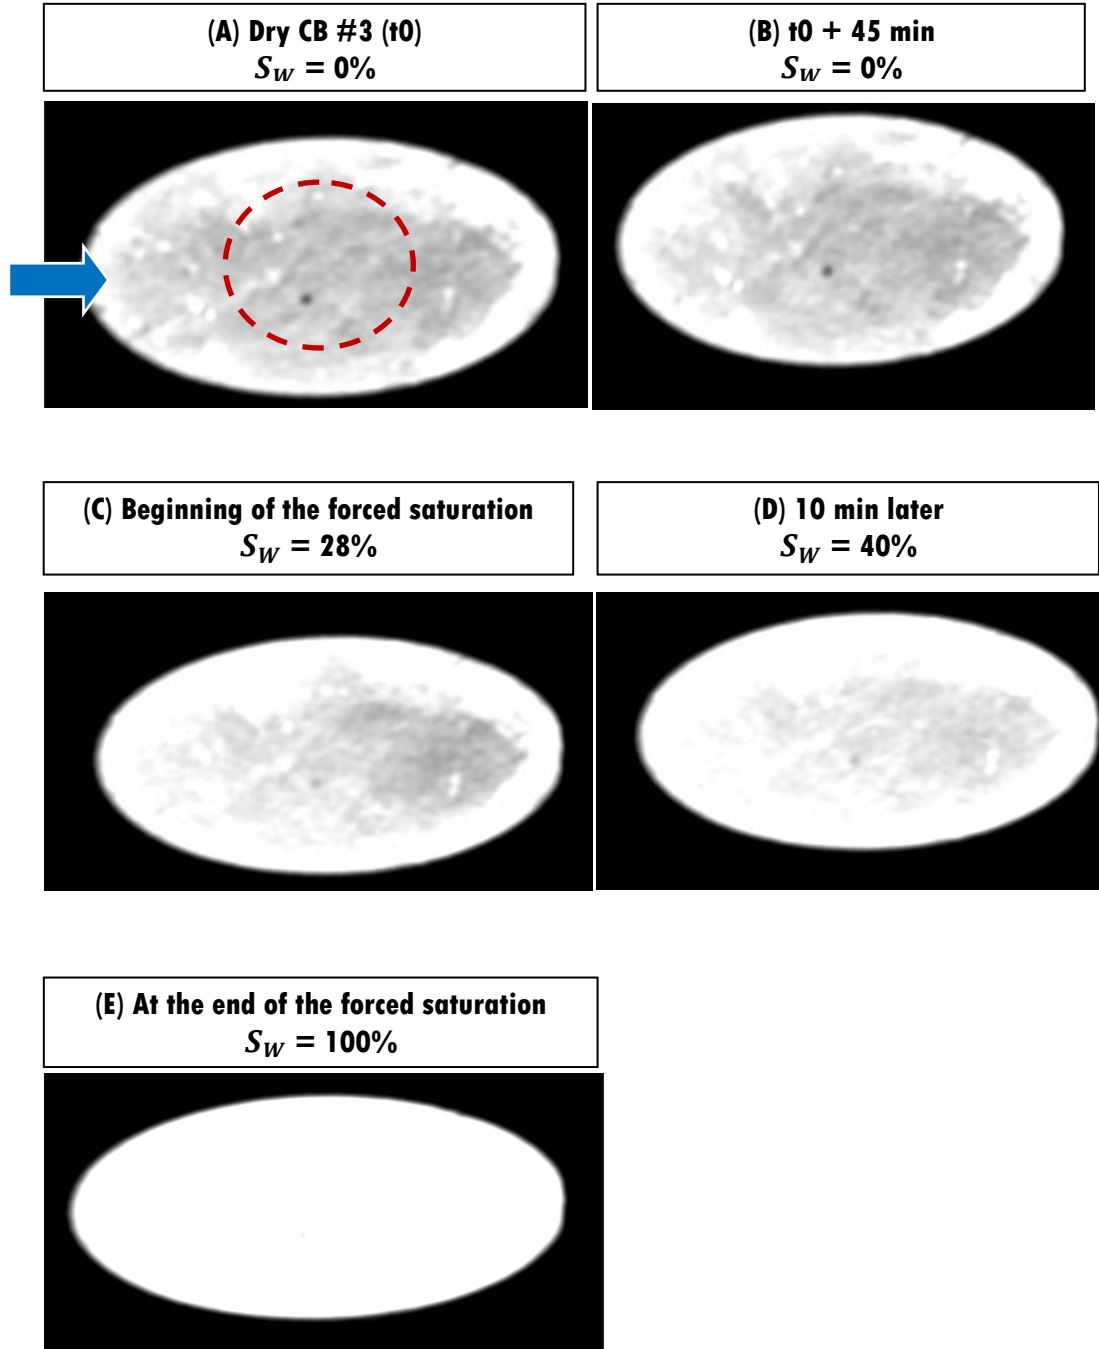 (A) Dry CB #3 (t0)
S_W = 0%
(B) t0 + 45 min
S_W = 0%
(C) Beginning of the forced saturation
S_W = 28%
(D) 10 min later
S_W = 40%
(E) At the end of the forced saturation
S_W = 100%